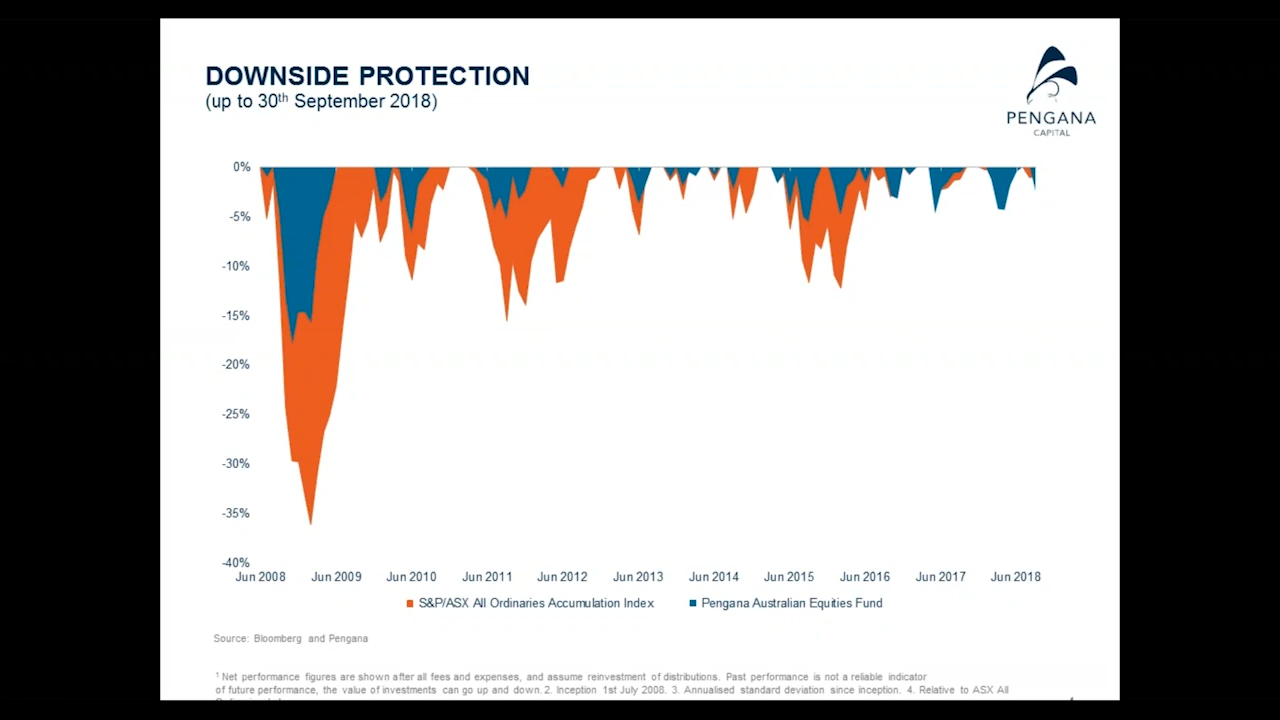 DOWNSIDE PROTECTION
(up to 30th September 2018)
PENGANA
CAPITAL
0%
-5%
-10%
-15%
-20%
-25%
-30%
-35%
-40%
Jun 2008 Jun 2009 Jun 2010 Jun 2011 Jun 2012 Jun 2013 Jun 2014 Jun 2015 Jun 2016 Jun 2017 Jun 2018
S&P/ASX All Ordinaries Accumulation Index Pengana Australian Equities Fund
Source: Bloomberg and Pengana
1 Net performance figures are shown after all fees and expenses, and assume reinvestment of distributions. Past performance is not a reliable indicator
of future performance, the value of investments can go up and down. 2. Inception 1st July 2008. 3. Annualised standard deviation since inception. 4. Relative to ASX All